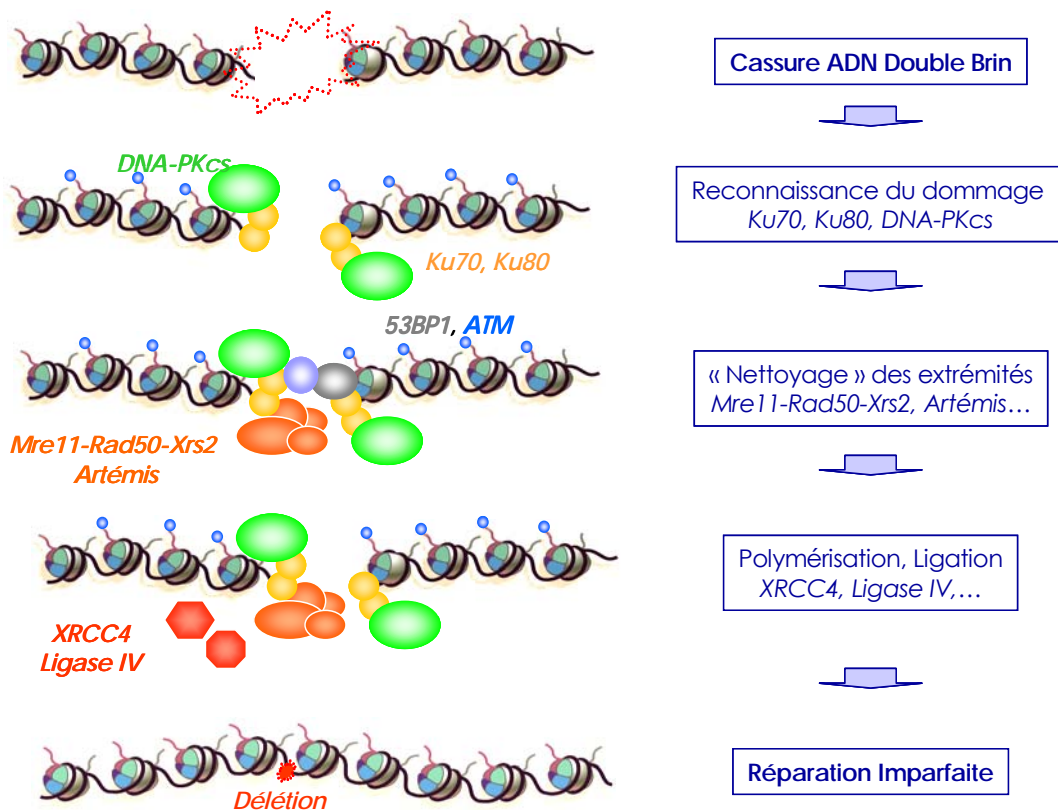 Cassure ADN Double Brin
DNA-PKcs
Reconnaissance du dommage
Ku70, Ku80, DNA-PKcs
Ku70, Ku80
53BP1, ATM
« Nettoyage » des extrémités
Mre11-Rad50-Xrs2, Artémis…
Mre11-Rad50-Xrs2
Artémis
Polymérisation, Ligation
XRCC4, Ligase IV,…
XRCC4
Ligase IV
Réparation Imparfaite
Délétion